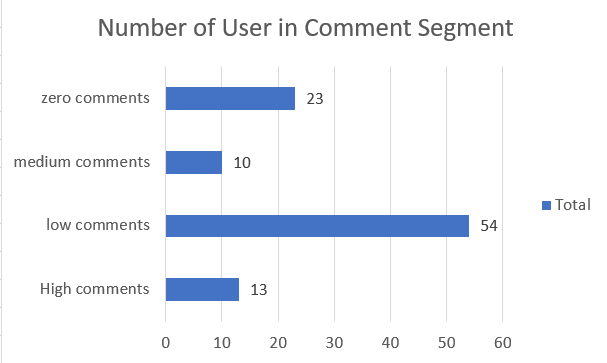 Number of User in Comment Segment
zero comments 23
medium comments 10
low comments 54
High comments 13
Total
0 10 20 30 40 50 60